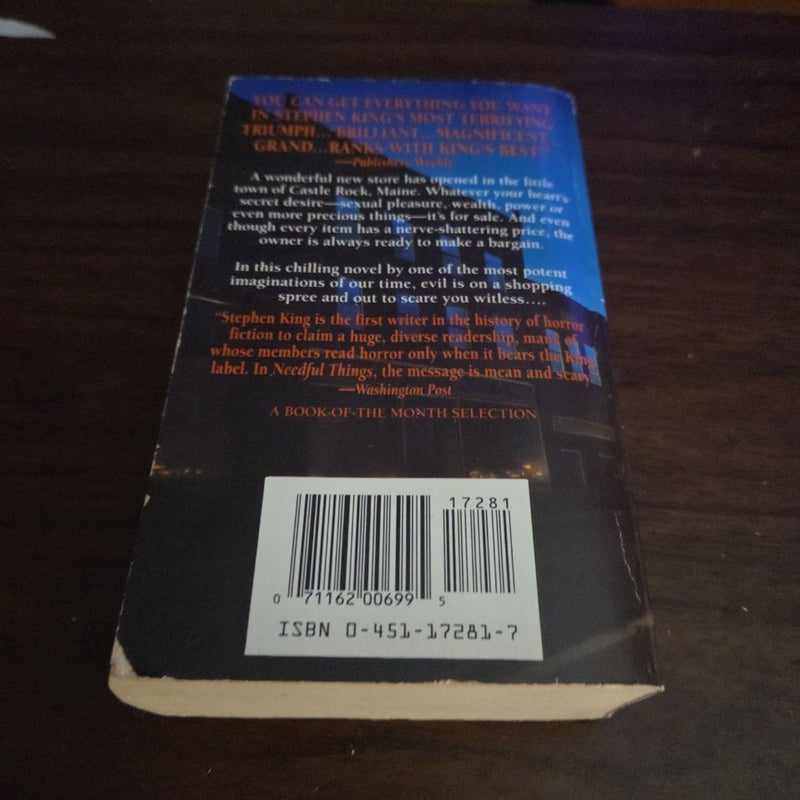 YOU CAN GET EVERYTHING YOU WANT
IN STEPHEN KING'S MOST TERRIFYING
TRIUMPH... BRILLIANT... MAGNIFICENT...
GRAND...RANKS WITH KING'S BEST!"
—Publishers Weekly
A wonderful new store has opened in the little
town of Castle Rock, Maine. Whatever your heart's
secret desire—sexual pleasure, wealth, power or
even more precious things—it's for sale. And even
though every item has a nerve-shattering price, the
owner is always ready to make a bargain.
In this chilling novel by one of the most potent
imaginations of our time, evil is on a shopping
spree and out to scare you witless....
"Stephen King is the first writer in the history of horror
fiction to claim a huge, diverse readership, many of
whose members read horror only when it bears the King
label. In Needful Things, the message is mean and scary."
—Washington Post
A BOOK-OF-THE MONTH SELECTION
17281
0 71162 00699 5
ISBN 0-451-17281-7